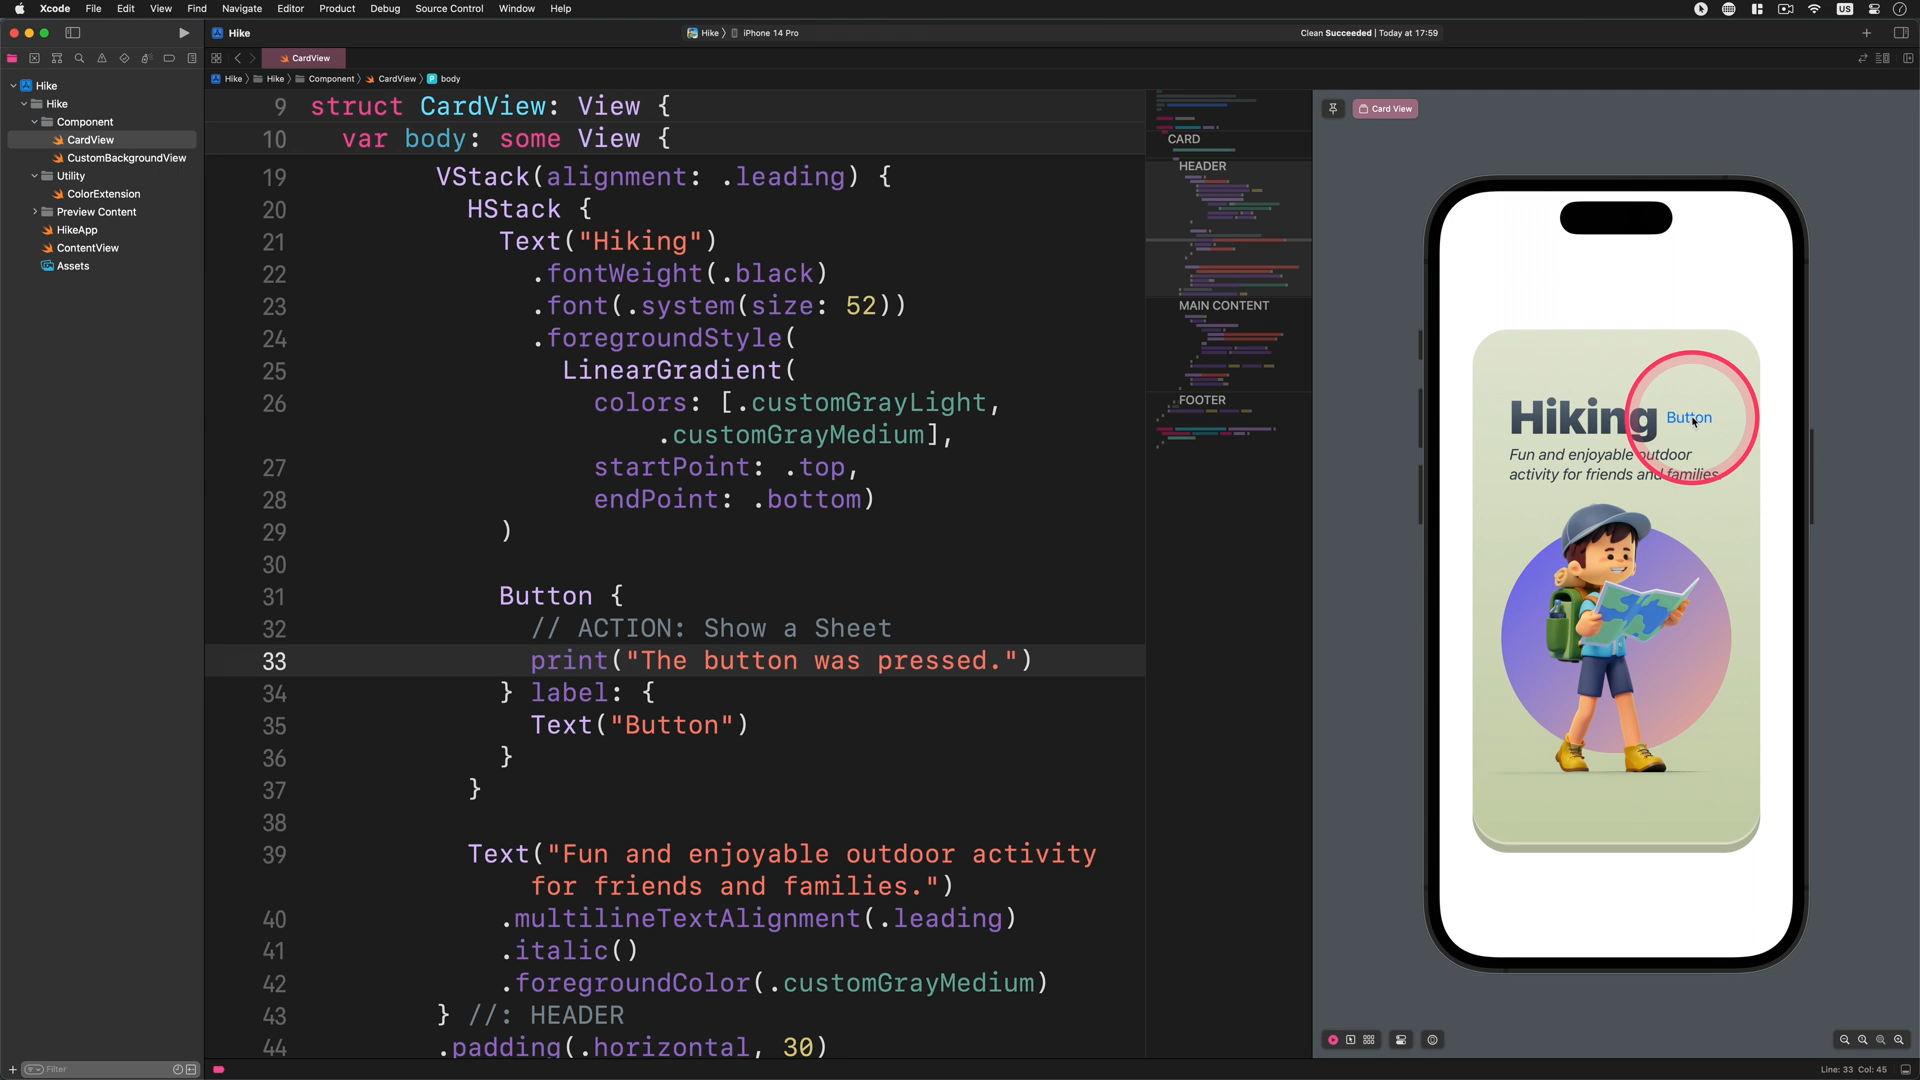 Xcode File Edit View Find Navigate Editor Product Debug Source Control Window Help US
Hike
Hike 〉 iPhone 14 Pro
Clean Succeeded | Today at 17:59
CardView
Hike 〉 Hike 〉 Component 〉 CardView 〉 P body
Hike
Hike
Component
CardView
CustomBackgroundView
Utility
ColorExtension
Preview Content
HikeApp
ContentView
Assets
9 struct CardView: View {
10 var body: some View {
19 VStack(alignment: .leading) {
20 HStack {
21 Text("Hiking")
22 .fontWeight(.black)
23 .font(.system(size: 52))
24 .foregroundStyle(
25 LinearGradient(
26 colors: [.customGrayLight,
.customGrayMedium],
27 startPoint: .top,
28 endPoint: .bottom)
29 )
30
31 Button {
32 // ACTION: Show a Sheet
33 print("The button was pressed.")
34 } label: {
35 Text("Button")
36 }
37 }
38
39 Text("Fun and enjoyable outdoor activity
for friends and families.")
40 .multilineTextAlignment(.leading)
41 .italic()
42 .foregroundColor(.customGrayMedium)
43 } //: HEADER
44 .padding(.horizontal, 30)
CARD
HEADER
MAIN CONTENT
FOOTER
Card View
Hiking Button
Fun and enjoyable outdoor
activity for friends and families.
Filter
Line: 33 Col: 45